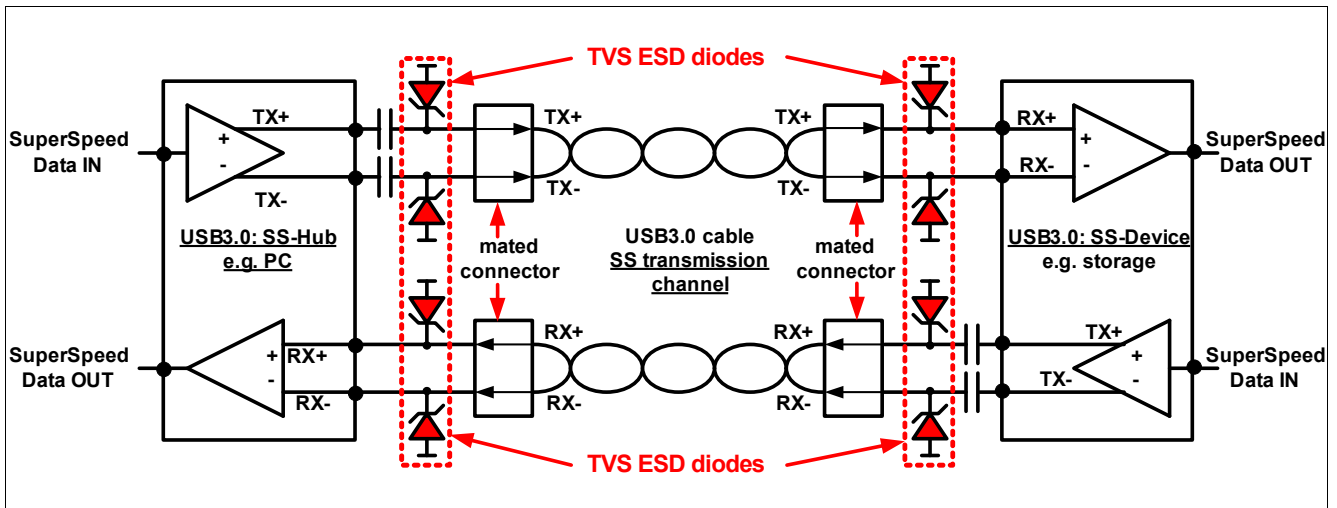 TVS ESD diodes
SuperSpeed
Data IN
+
-
TX+
TX-
USB3.0: SS-Hub
e.g. PC
mated
connector
TX+
TX-
USB3.0 cable
SS transmission
channel
TX+
TX-
mated
connector
RX+
RX-
+
-
USB3.0: SS-Device
e.g. storage
SuperSpeed
Data OUT
SuperSpeed
Data OUT
+
-
RX+
RX-
RX+
RX-
RX+
RX-
TX+
TX-
+
-
SuperSpeed
Data IN
TVS ESD diodes